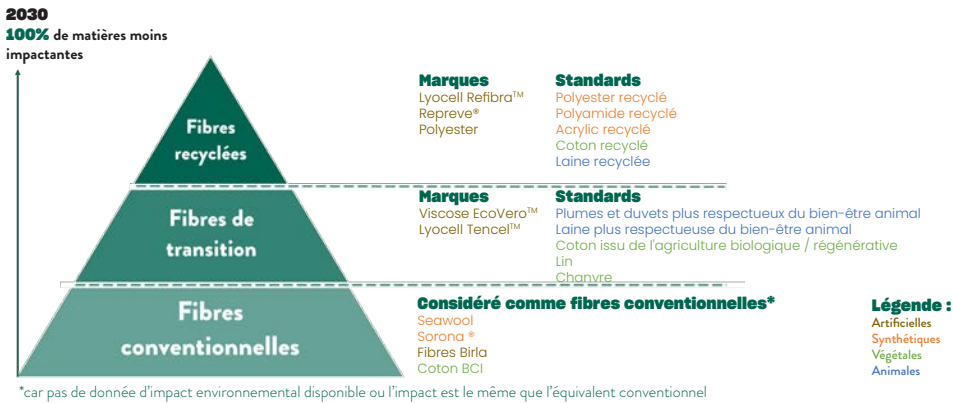 2030
100% de matières moins
impactantes
Fibres
recyclées
Marques
Lyocell Refibra™
Repreve®
Polyester
Standards
Polyester recyclé
Polyamide recyclé
Acrylic recyclé
Coton recyclé
Laine recyclée
Fibres de
transition
Marques
Viscose EcoVero™
Lyocell Tencel™
Standards
Plumes et duvets plus respectueux du bien-être animal
Laine plus respectueuse du bien-être animal
Coton issu de l'agriculture biologique / régénérative
Lin
Chanvre
Fibres
conventionnelles
Considéré comme fibres conventionnelles*
Seawool
Sorona ®
Fibres Birla
Coton BCI
Légende :
Artificielles
Synthétiques
Végétales
Animales
*car pas de donnée d’impact environnemental disponible ou l’impact est le même que l’équivalent conventionnel